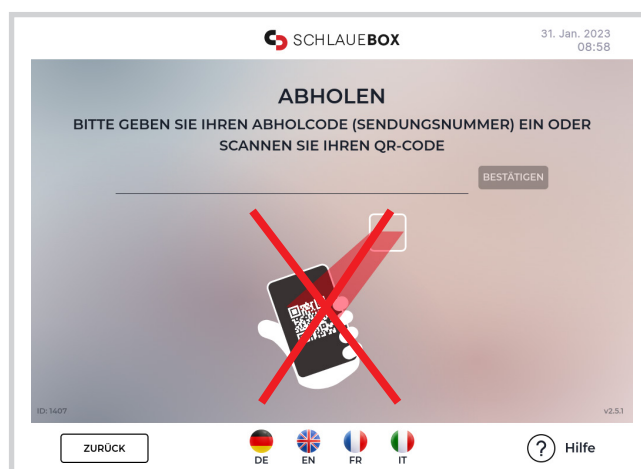 SCHLAUEBOX
31. Jan. 2023
08:58
ABHOLEN
BITTE GEBEN SIE IHREN ABHOLCODE (SENDUNGSNUMMER) EIN ODER
SCANNEN SIE IHREN QR-CODE
BESTÄTIGEN
ID: 1407
v2.5.1
ZURÜCK
DE
EN
FR
IT
? Hilfe